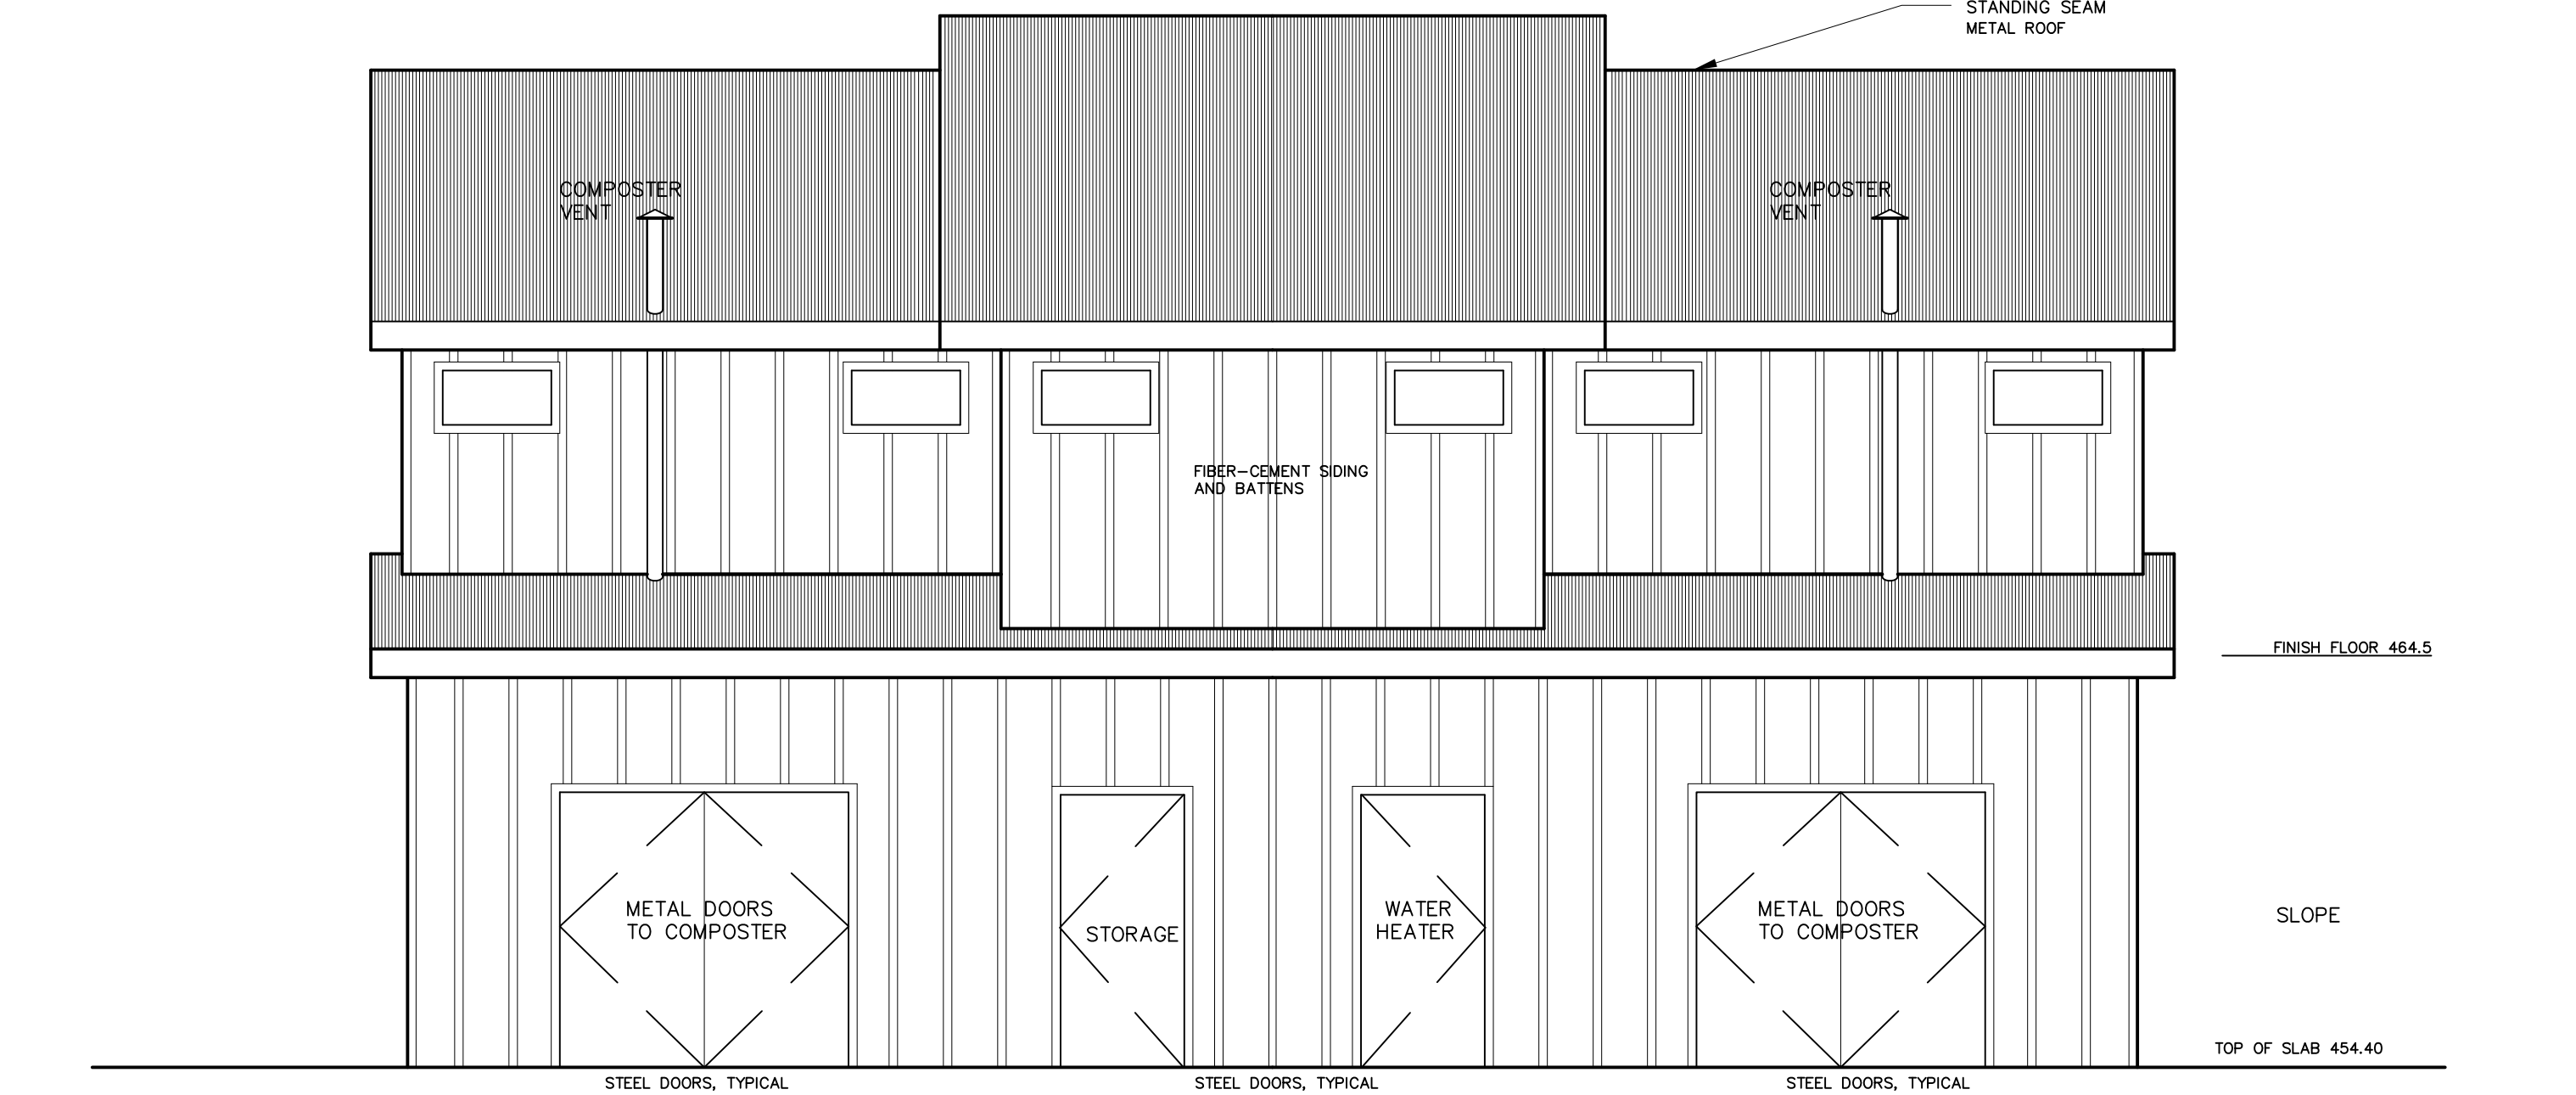 STANDING SEAM
METAL ROOF
COMPOSTER
VENT
COMPOSTER
VENT
FIBER-CEMENT SIDING
AND BATTENS
FINISH FLOOR 464.5
METAL DOORS
TO COMPOSTER
STORAGE
WATER
HEATER
METAL DOORS
TO COMPOSTER
SLOPE
TOP OF SLAB 454.40
STEEL DOORS, TYPICAL
STEEL DOORS, TYPICAL
STEEL DOORS, TYPICAL